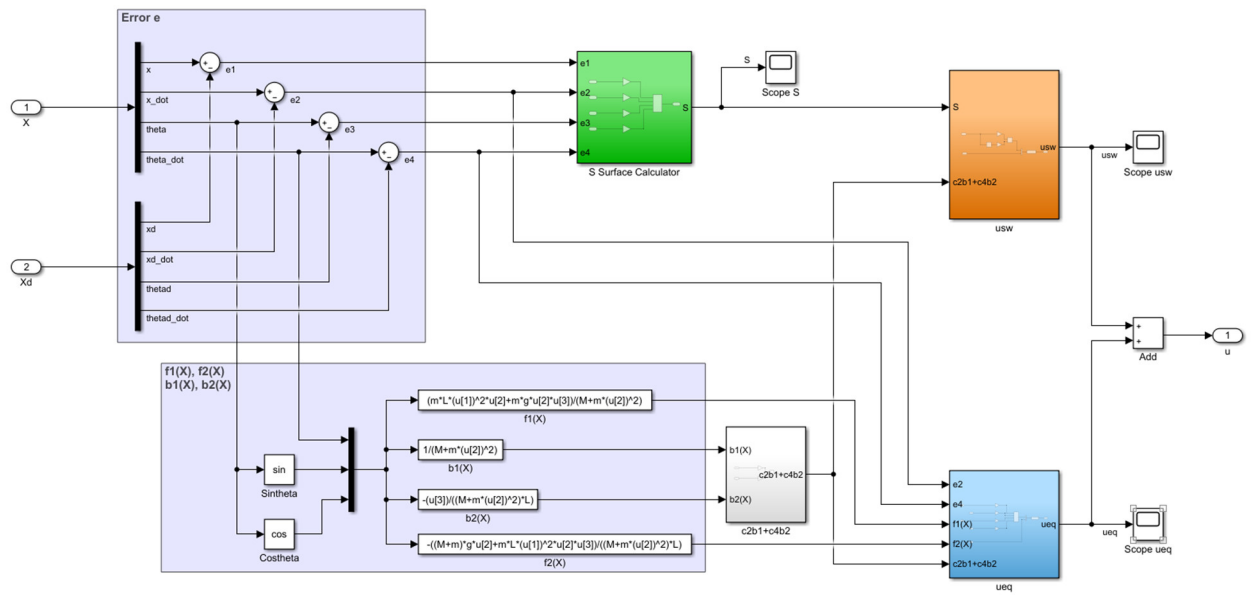 Error e
x
x_dot
theta
theta_dot
+
−
e1
+
−
e2
+
−
e3
+
−
e4
1
X
xd
xd_dot
thetad
thetad_dot
2
Xd
e1
e2
e3
e4
S
S Surface Calculator
S
Scope S
S
c2b1+c4b2
usw
usw
usw
Scope usw
f1(X), f2(X)
b1(X), b2(X)
sin
Sintheta
cos
Costheta
(m*L*(u[1])^2*u[2]+m*g*u[2]*u[3])/(M+m*(u[2])^2)
f1(X)
1/(M+m*(u[2])^2)
b1(X)
-(u[3])/((M+m*(u[2])^2)*L)
b2(X)
-((M+m)*g*u[2]+m*L*(u[1])^2*u[2]*u[3])/((M+m*(u[2])^2)*L)
f2(X)
b1(X)
c2b1+c4b2
b2(X)
c2b1+c4b2
e2
e4
f1(X)
f2(X)
c2b1+c4b2
ueq
ueq
ueq
Scope ueq
+
+
Add
1
u